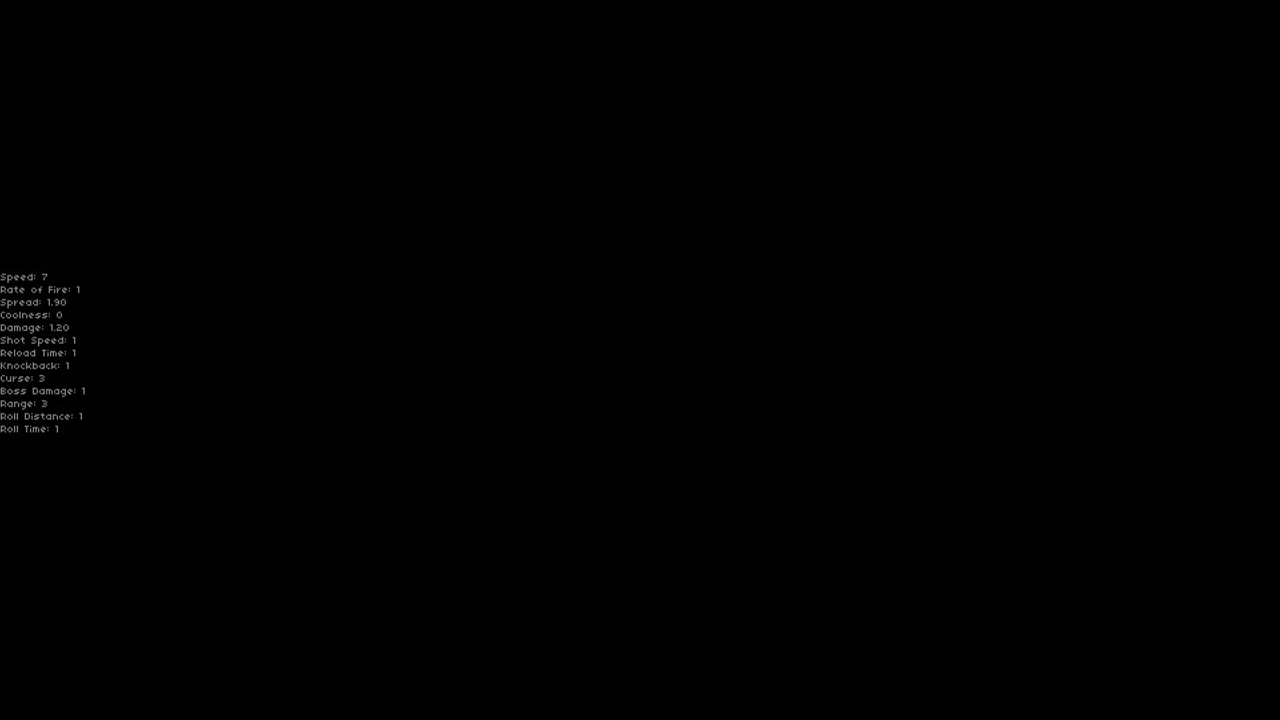 Speed: 7
Rate of Fire: 1
Spread: 1.90
Coolness: 0
Damage: 1.20
Shot Speed: 1
Reload Time: 1
Knockback: 1
Curse: 3
Boss Damage: 1
Range: 3
Roll Distance: 1
Roll Time: 1